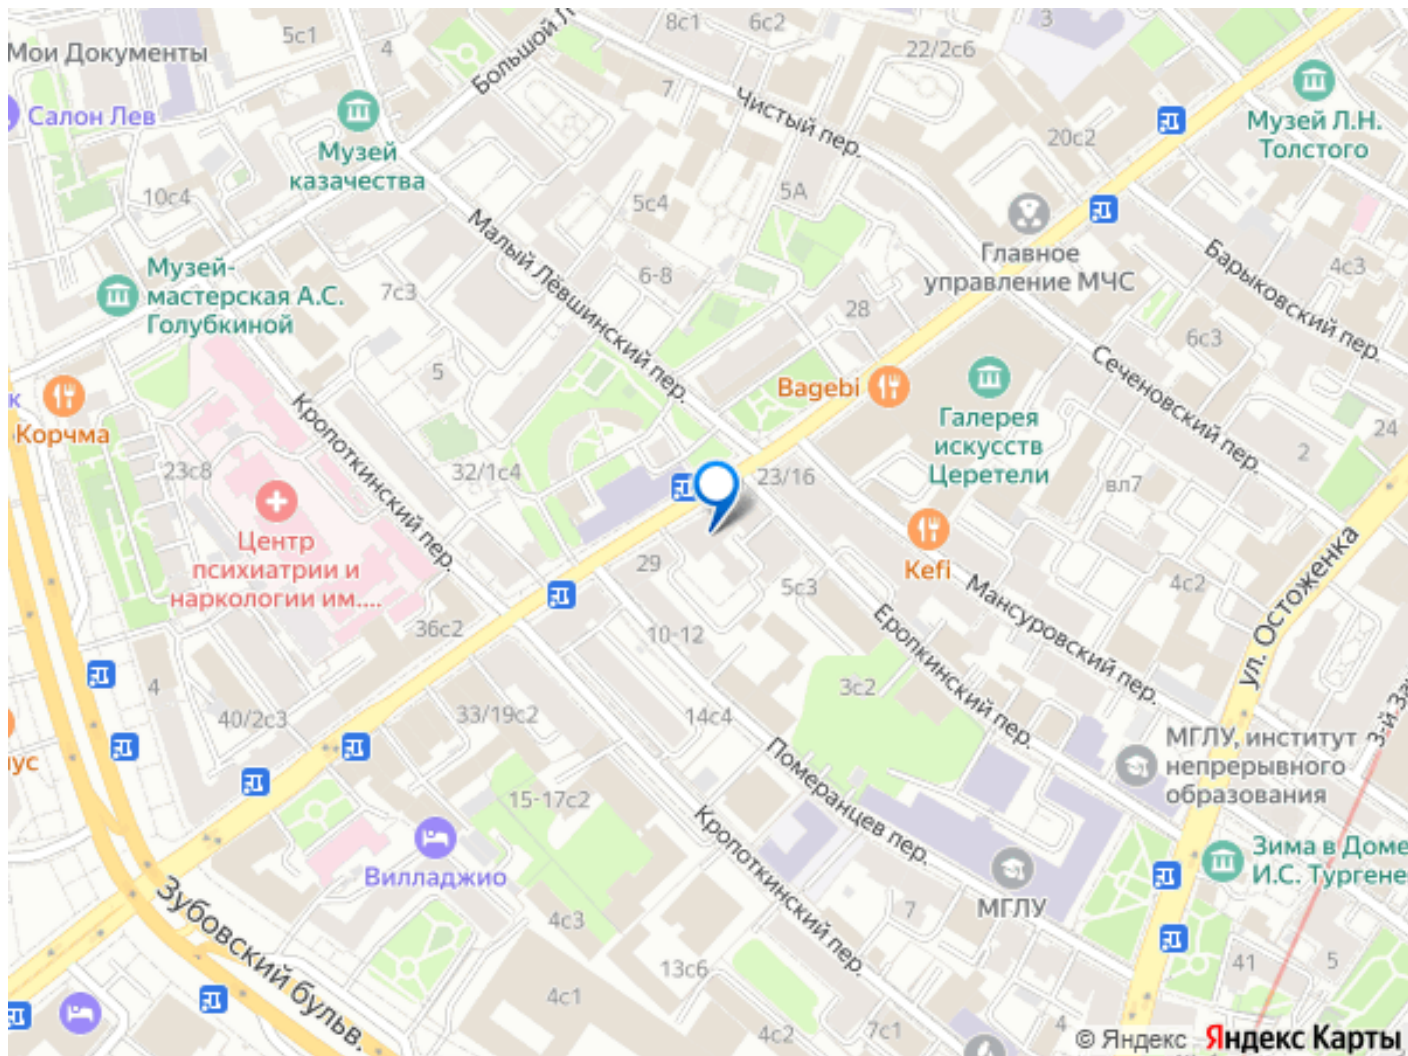 5с1
4
8с1
6с2
3
22/2с6
Мои Документы
Большой Л
7
Чистый пер.
Салон Лев
Музей
казачества
20с2
Музей Л.Н.
Толстого
10с4
5с4
5А
Малый Лёвшинский пер.
Главное
управление МЧС
Барыковский пер.
4с3
Музей-
мастерская А.С.
Голубкиной
7с3
6-8
28
6с3
5
Bagebi
Сеченовский пер.
к
Корчма
Кропоткинский пер.
Галерея
искусств
Церетели
24
2
23с8
32/1с4
23/16
вл7
Центр
психиатрии и
наркологии им....
29
Kefi
5с3
Мансуровский пер.
4с2
ул. Остоженка
36с2
10-12
Еропкинский пер.
3с2
4
40/2с3
33/19с2
14с4
3-й За
ус
МГЛУ, институт
непрерывного
образования
Померанцев пер.
15-17с2
Кропоткинский пер.
Вилладжио
Зима в Доме
И.С. Тургене
МГЛУ
Зубовский бульв.
4с3
7
13с6
41
5
4с1
4с2
7с1
4
© Яндекс
Яндекс Карты